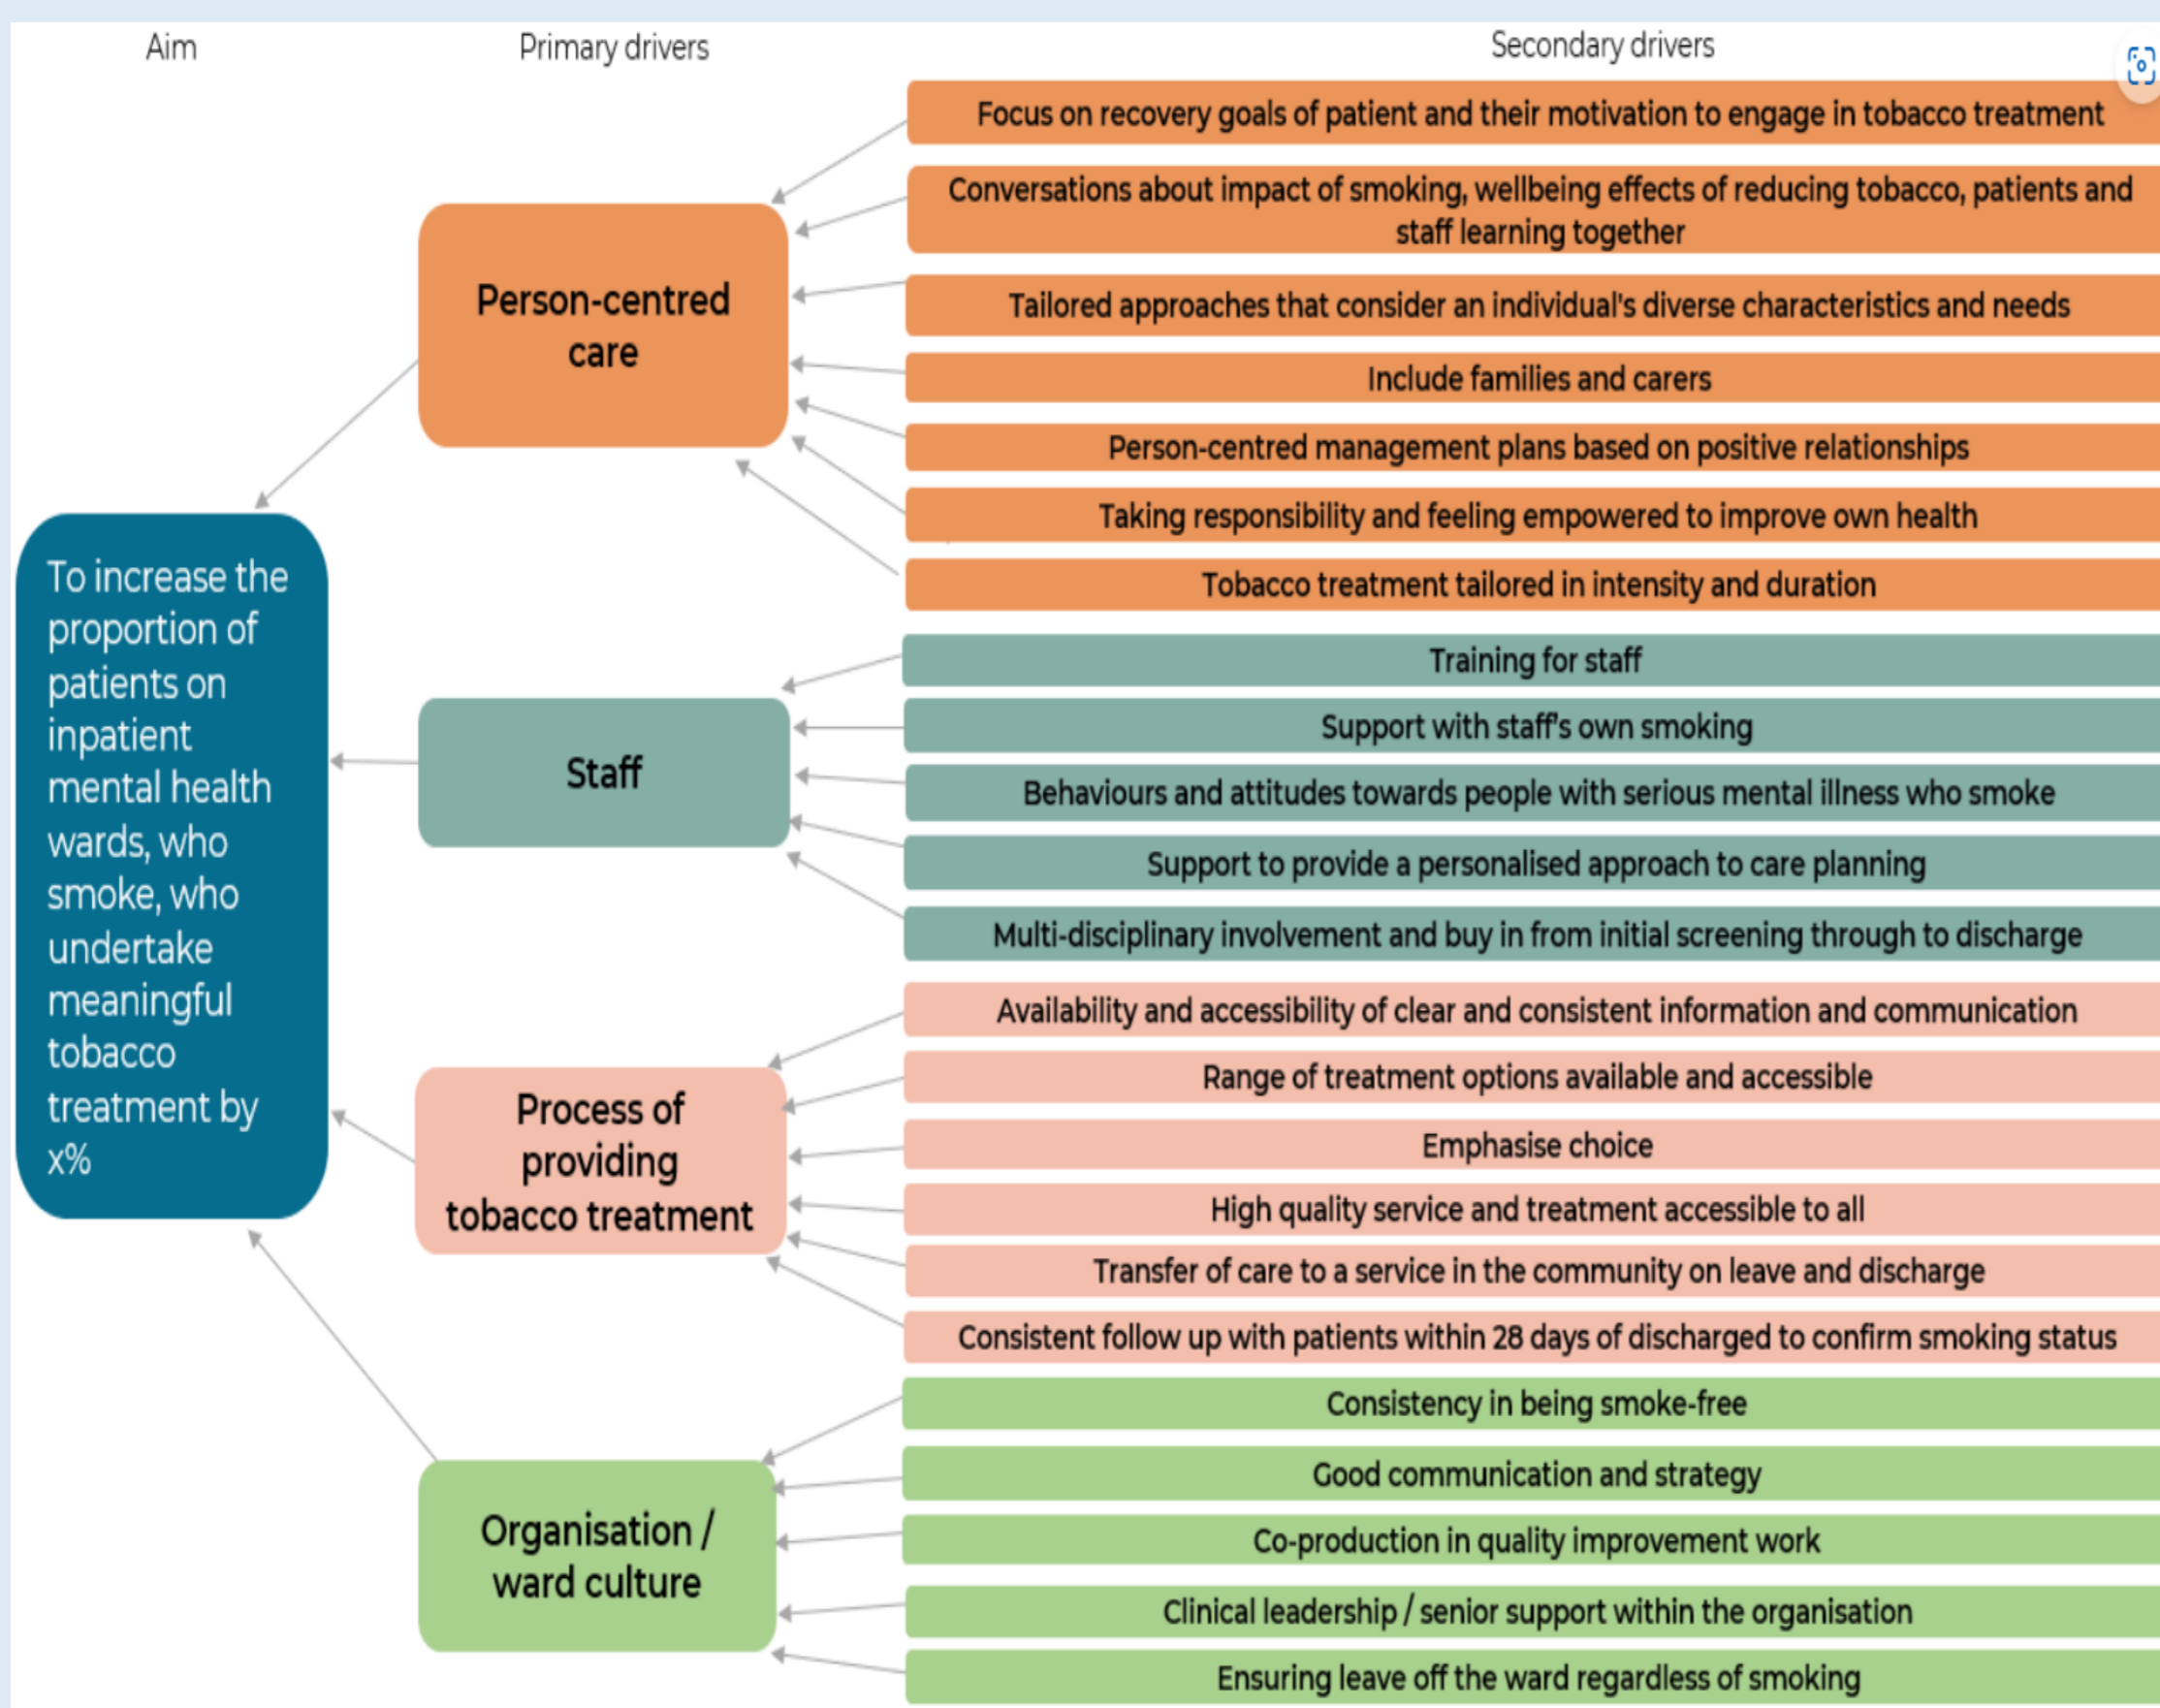 Aim
Primary drivers
Secondary drivers
To increase the
proportion of
patients on
inpatient
mental health
wards, who
smoke, who
undertake
meaningful
tobacco
treatment by
x%
Person-centred
care
Focus on recovery goals of patient and their motivation to engage in tobacco treatment
Conversations about impact of smoking, wellbeing effects of reducing tobacco, patients and
staff learning together
Tailored approaches that consider an individual's diverse characteristics and needs
Include families and carers
Person-centred management plans based on positive relationships
Taking responsibility and feeling empowered to improve own health
Tobacco treatment tailored in intensity and duration
Staff
Training for staff
Support with staff's own smoking
Behaviours and attitudes towards people with serious mental illness who smoke
Support to provide a personalised approach to care planning
Multi-disciplinary involvement and buy in from initial screening through to discharge
Process of
providing
tobacco treatment
Availability and accessibility of clear and consistent information and communication
Range of treatment options available and accessible
Emphasise choice
High quality service and treatment accessible to all
Transfer of care to a service in the community on leave and discharge
Consistent follow up with patients within 28 days of discharged to confirm smoking status
Organisation /
ward culture
Consistency in being smoke-free
Good communication and strategy
Co-production in quality improvement work
Clinical leadership / senior support within the organisation
Ensuring leave off the ward regardless of smoking